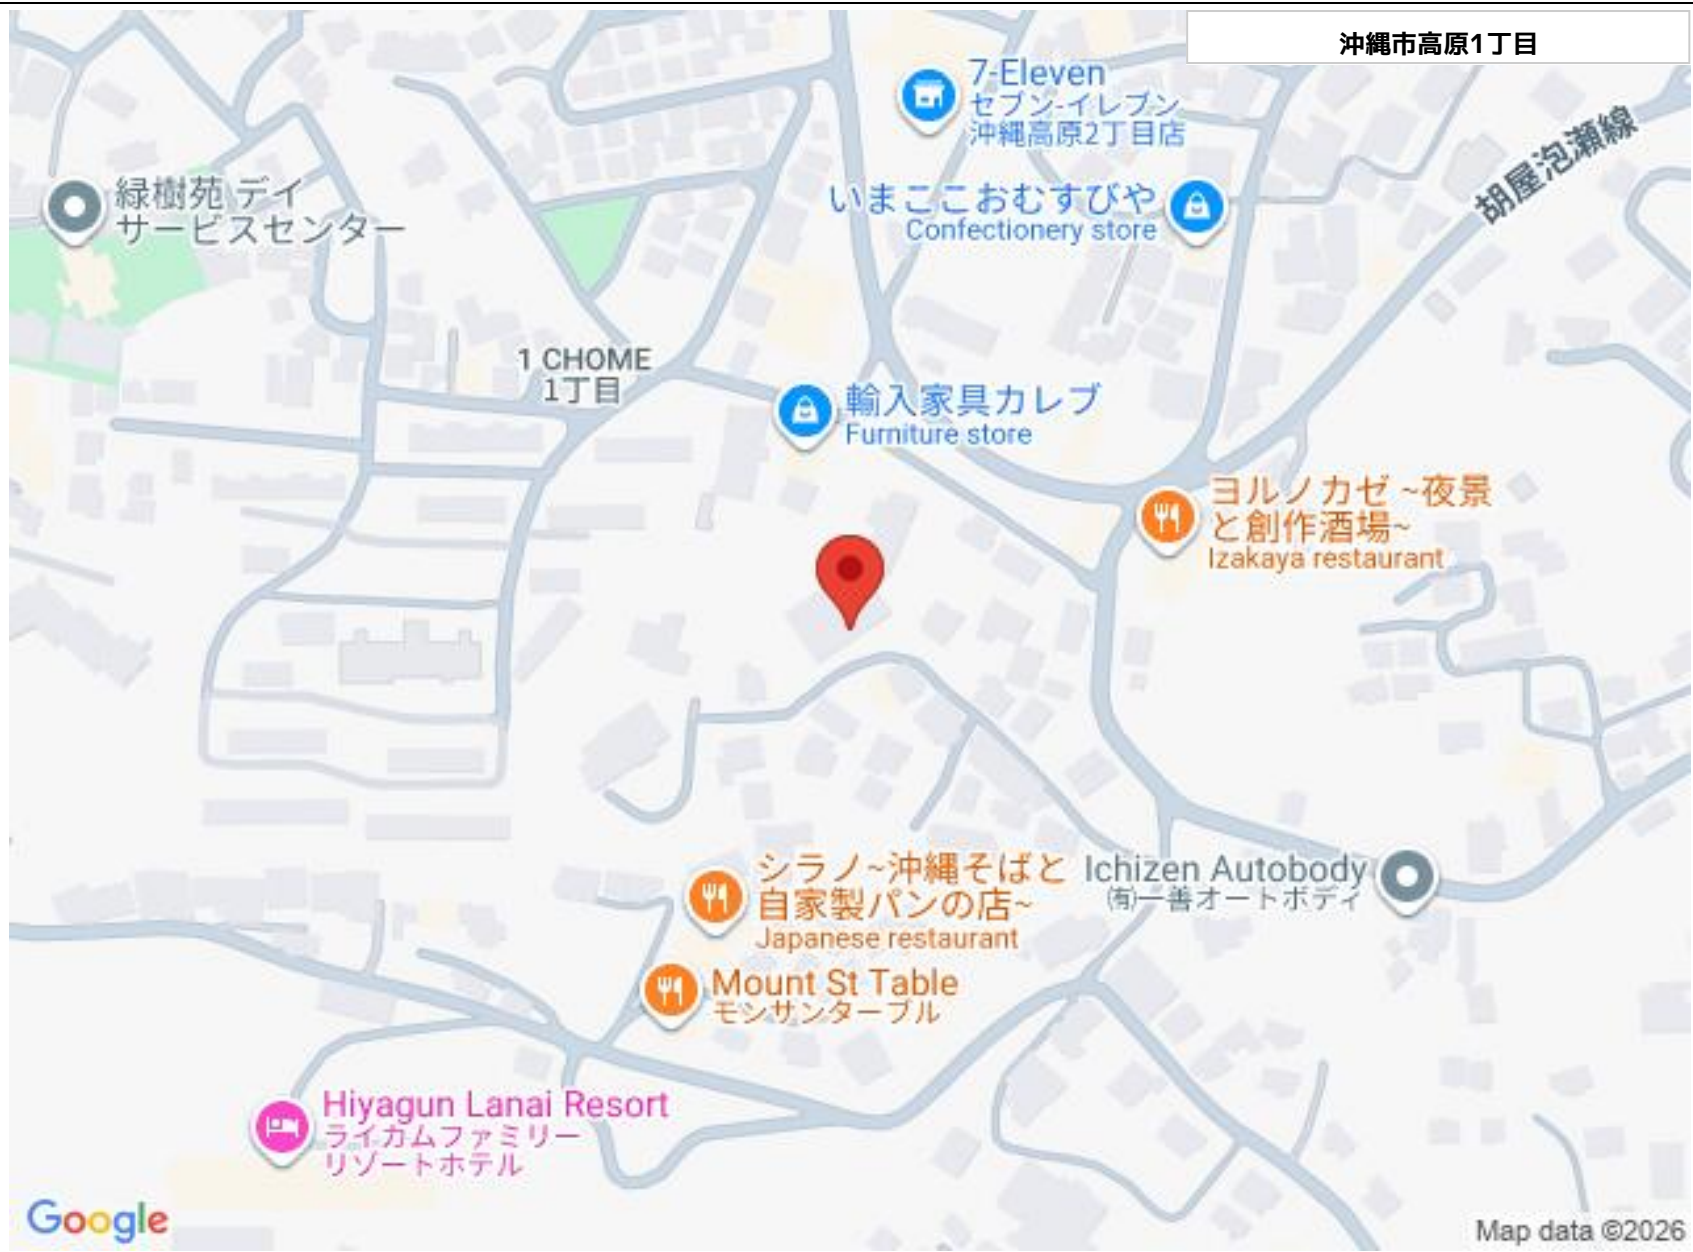 沖縄市高原1丁目
7-Eleven
セブン-イレブン
沖縄高原2丁目店
胡屋泡瀬線
緑樹苑 デイ
サービスセンター
いまここおむすびや
Confectionery store
1 CHOME
1丁目
輸入家具カレブ
Furniture store
ヨルノカゼ ~夜景
と創作酒場~
Izakaya restaurant
シラノ~沖縄そばと
自家製パンの店~
Japanese restaurant
Ichizen Autobody
㈲一善オートボディ
Mount St Table
モンサンターブル
Hiyagun Lanai Resort
ライカムファミリー
リゾートホテル
Google
Map data ©2026